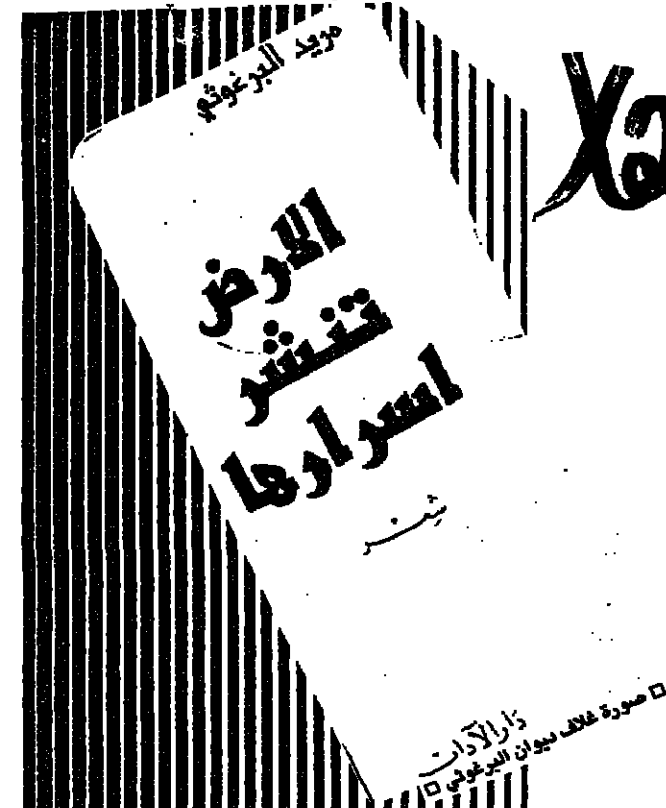 مريد البرغوثي
الارض
تنشر
اسرارها
شعر
دار الآداب
□ صورة غلاف ديوان البرغوثي □